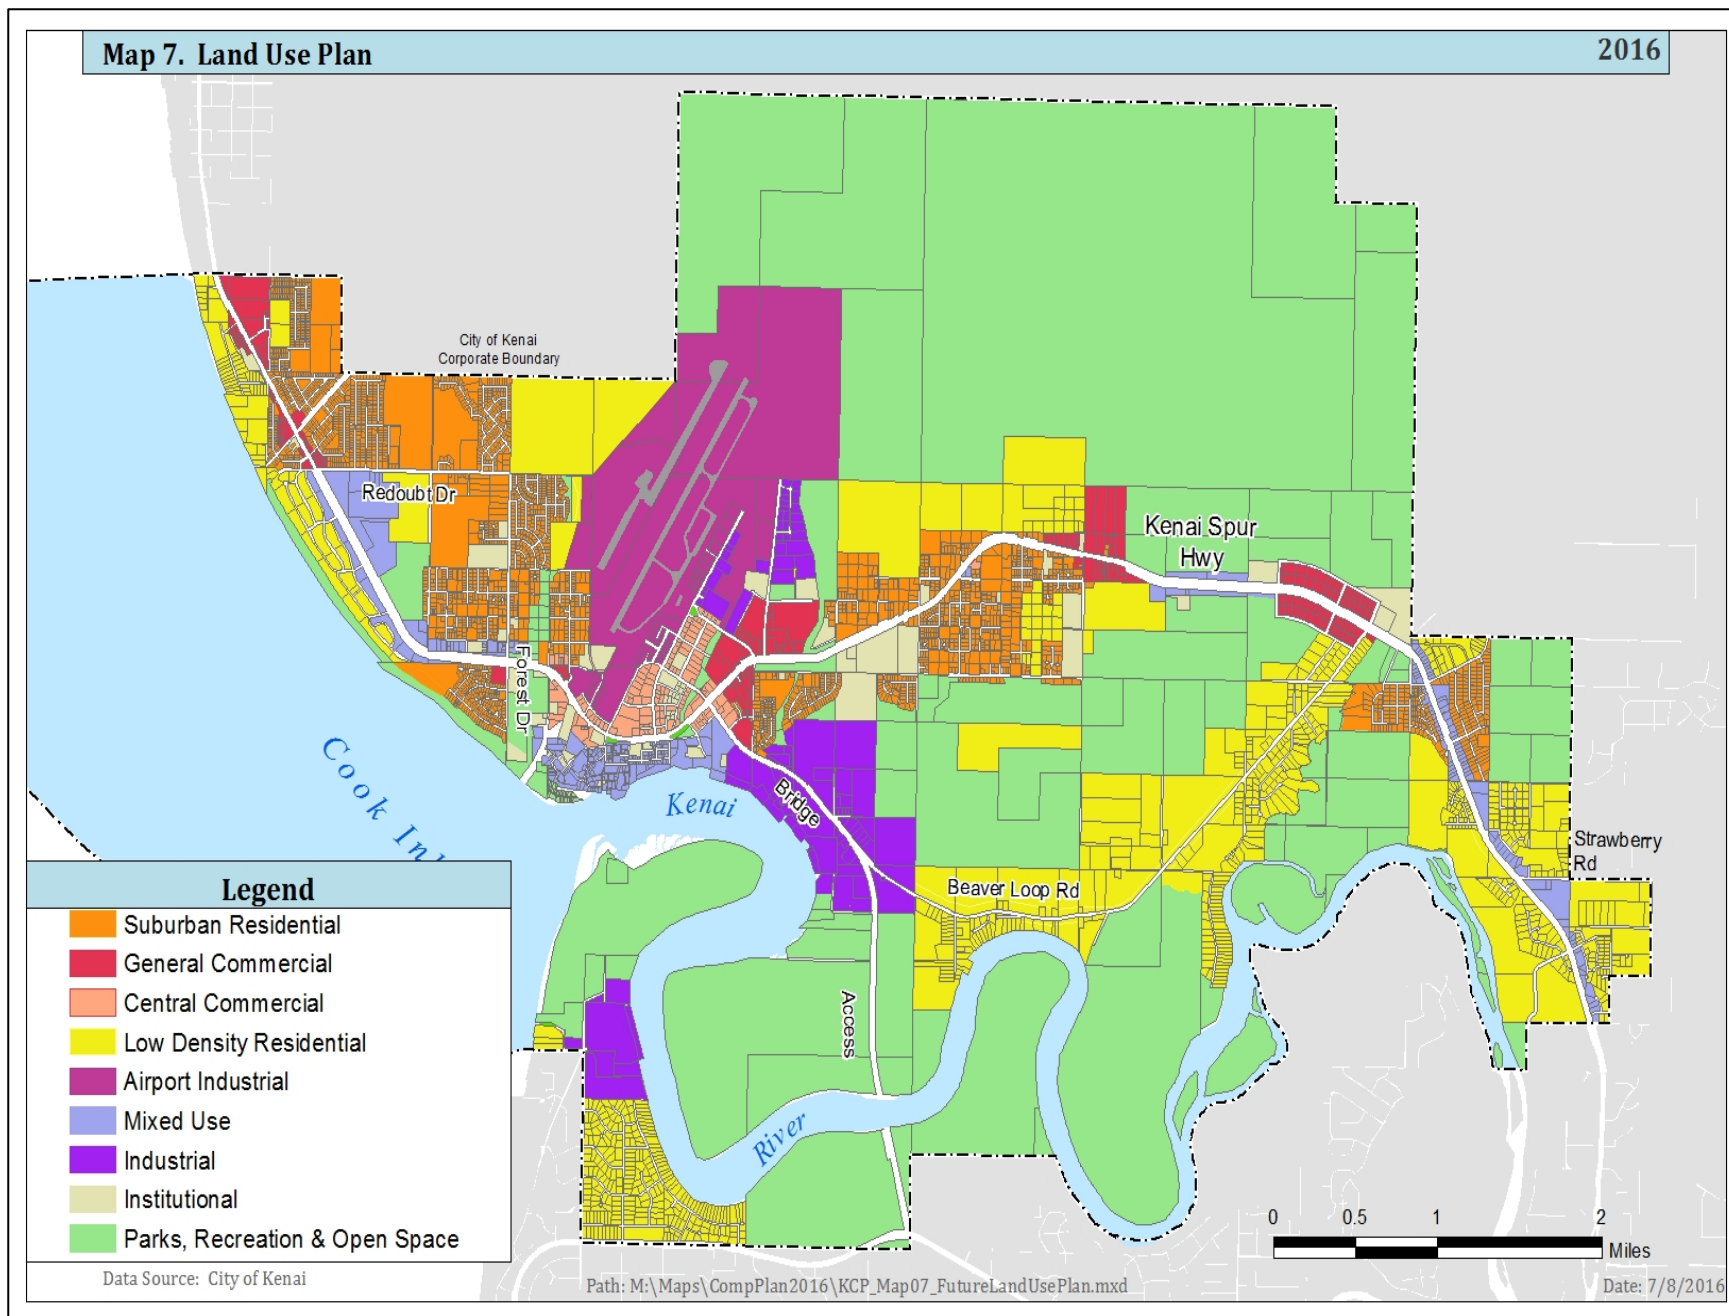 Map 7. Land Use Plan
2016
City of Kenai
Corporate Boundary
Redoubt Dr
Kenai Spur
Hwy
Forest Dr
Cook Inl
Kenai
Bridge
Strawberry
Rd
Beaver Loop Rd
Access
River
Legend
Suburban Residential
General Commercial
Central Commercial
Low Density Residential
Airport Industrial
Mixed Use
Industrial
Institutional
Parks, Recreation & Open Space
0 0.5 1 2
Miles
Data Source: City of Kenai
Path: M:\Maps\CompPlan2016\KCP_Map07_FutureLandUsePlan.mxd
Date: 7/8/2016